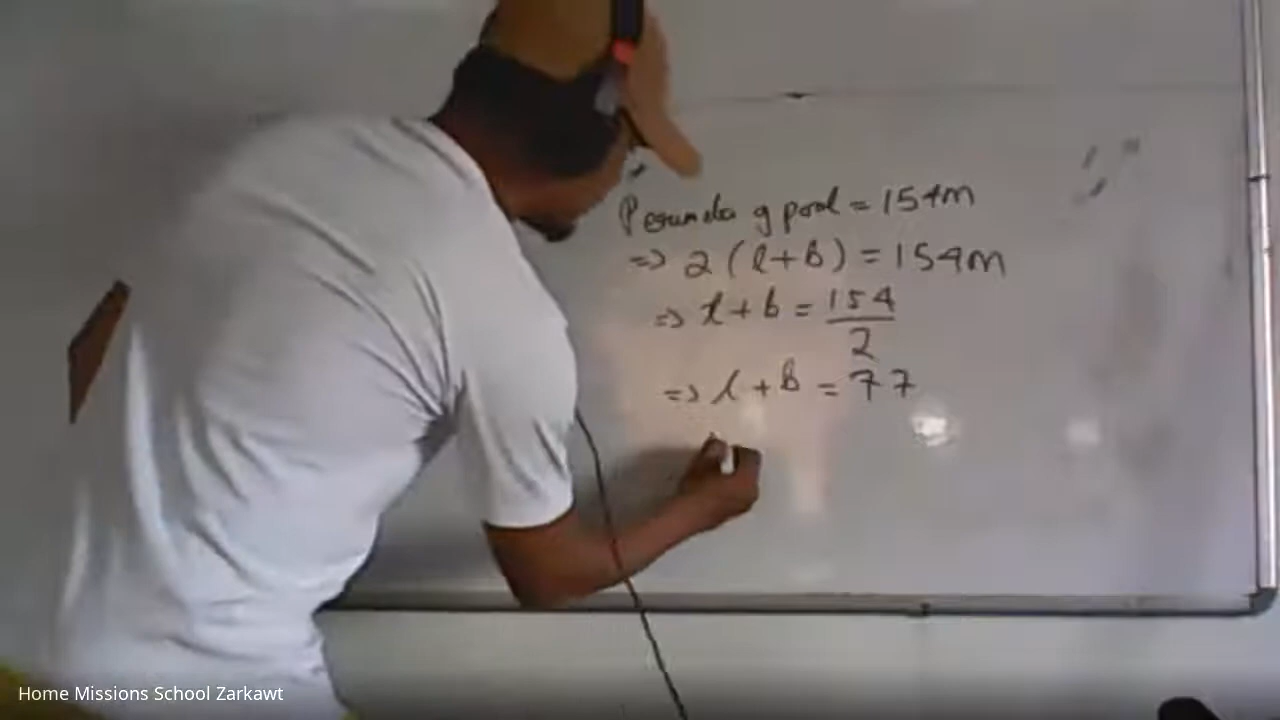 Perimeter of pool = 154m
=> 2 (l+b) = 154m
=> l + b = 154/2
=> l + b = 77
Home Missions School Zarkawt